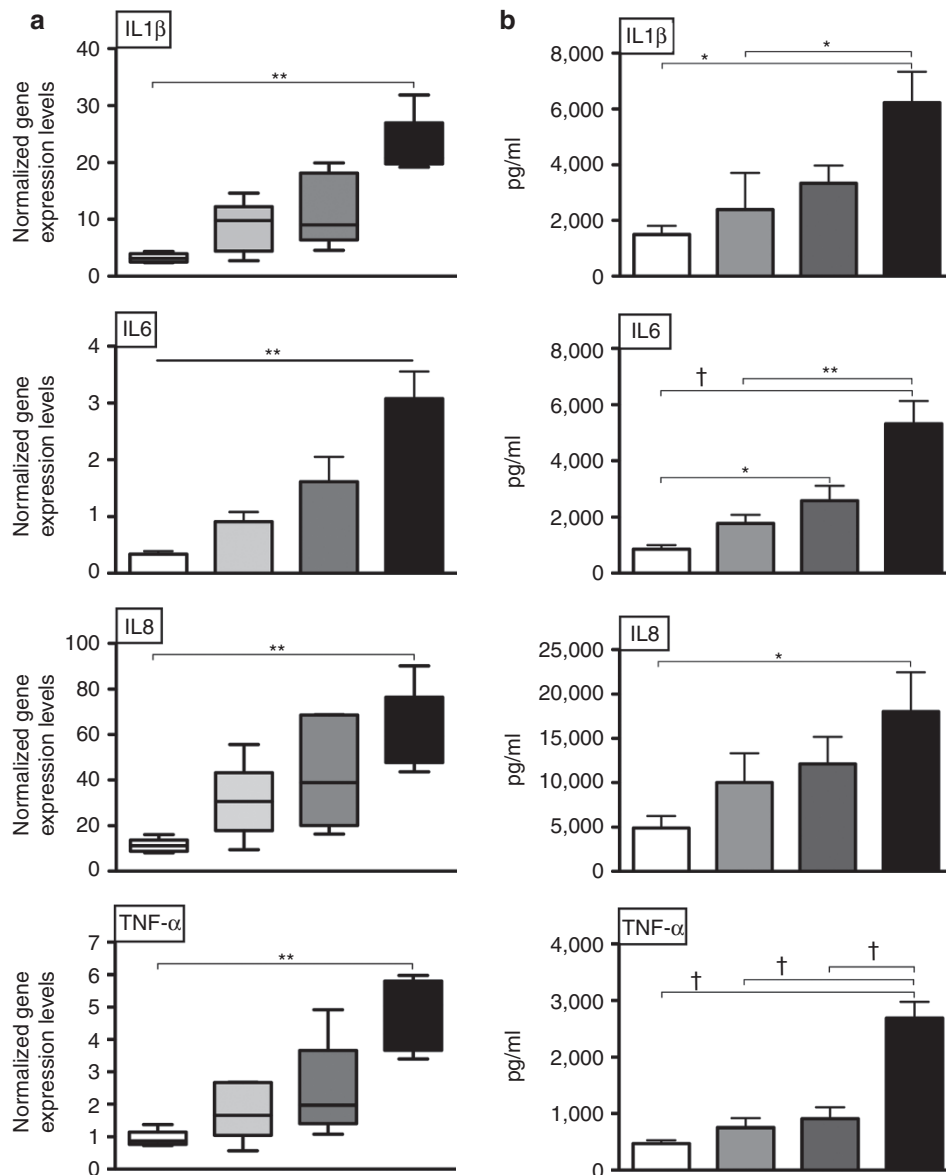 a
IL1β
40
30
20
10
0
Normalized gene
expression levels
**
IL6
4
3
2
1
0
Normalized gene
expression levels
**
IL8
100
80
60
40
20
0
Normalized gene
expression levels
**
TNF-α
7
6
5
4
3
2
1
0
Normalized gene
expression levels
**
b
IL1β
8,000
6,000
4,000
2,000
0
pg/ml
*
*
IL6
8,000
6,000
4,000
2,000
0
pg/ml
†
**
*
IL8
25,000
20,000
15,000
10,000
5,000
0
pg/ml
*
TNF-α
4,000
3,000
2,000
1,000
0
pg/ml
†
†
†